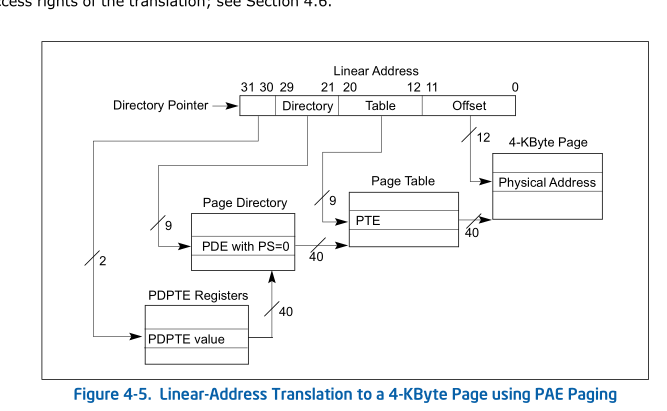 cess rights of the translation; see Section 4.6.
Linear Address
31 30 29 21 20 12 11 0
Directory Pointer Directory Table Offset
12
4-KByte Page
Physical Address
Page Table
9
PTE
40
Page Directory
9
PDE with PS=0
40
2
PDPTE Registers
40
PDPTE value
Figure 4-5. Linear-Address Translation to a 4-KByte Page using PAE Paging